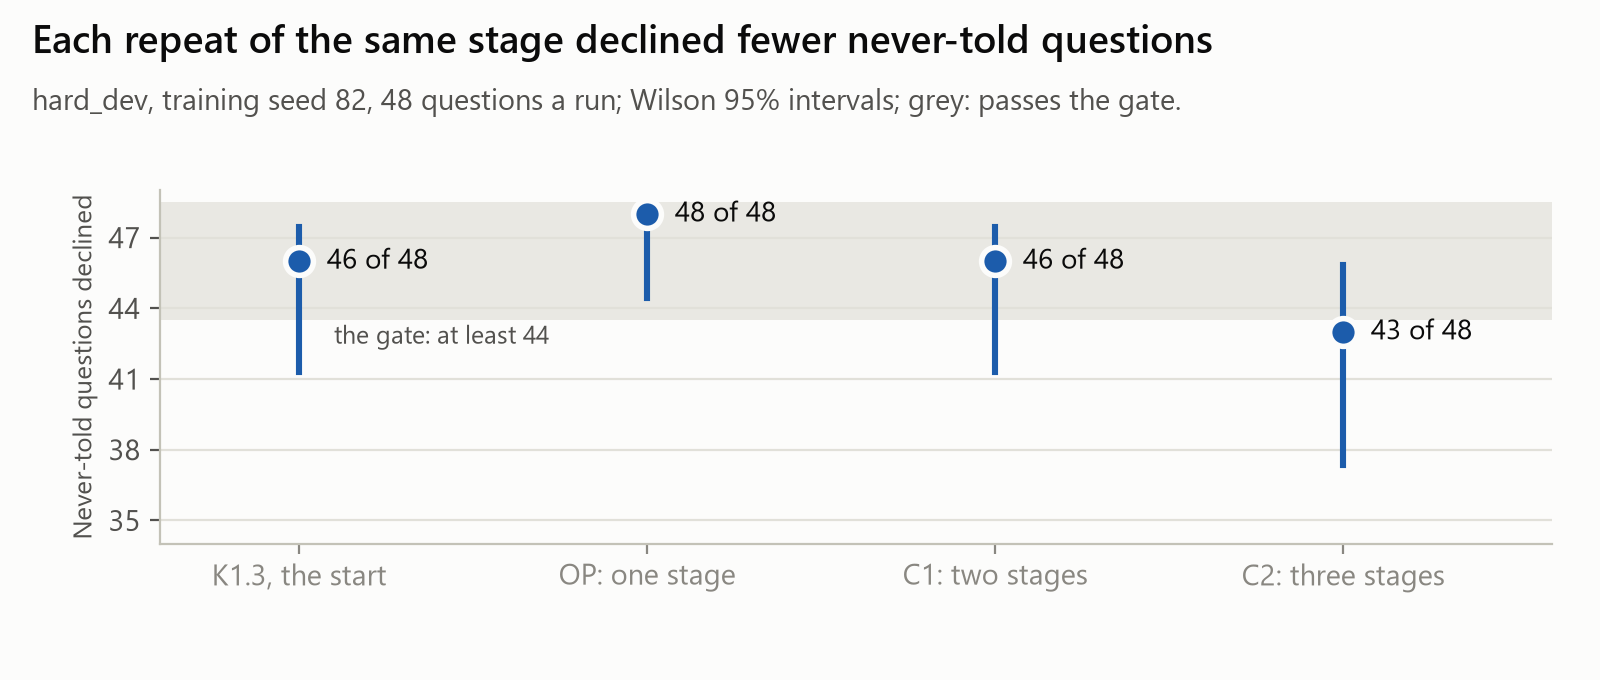 Each repeat of the same stage declined fewer never-told questions
hard_dev, training seed 82, 48 questions a run; Wilson 95% intervals; grey: passes the gate.
Never-told questions declined
47
44
41
38
35
46 of 48
48 of 48
46 of 48
43 of 48
the gate: at least 44
K1.3, the start
OP: one stage
C1: two stages
C2: three stages